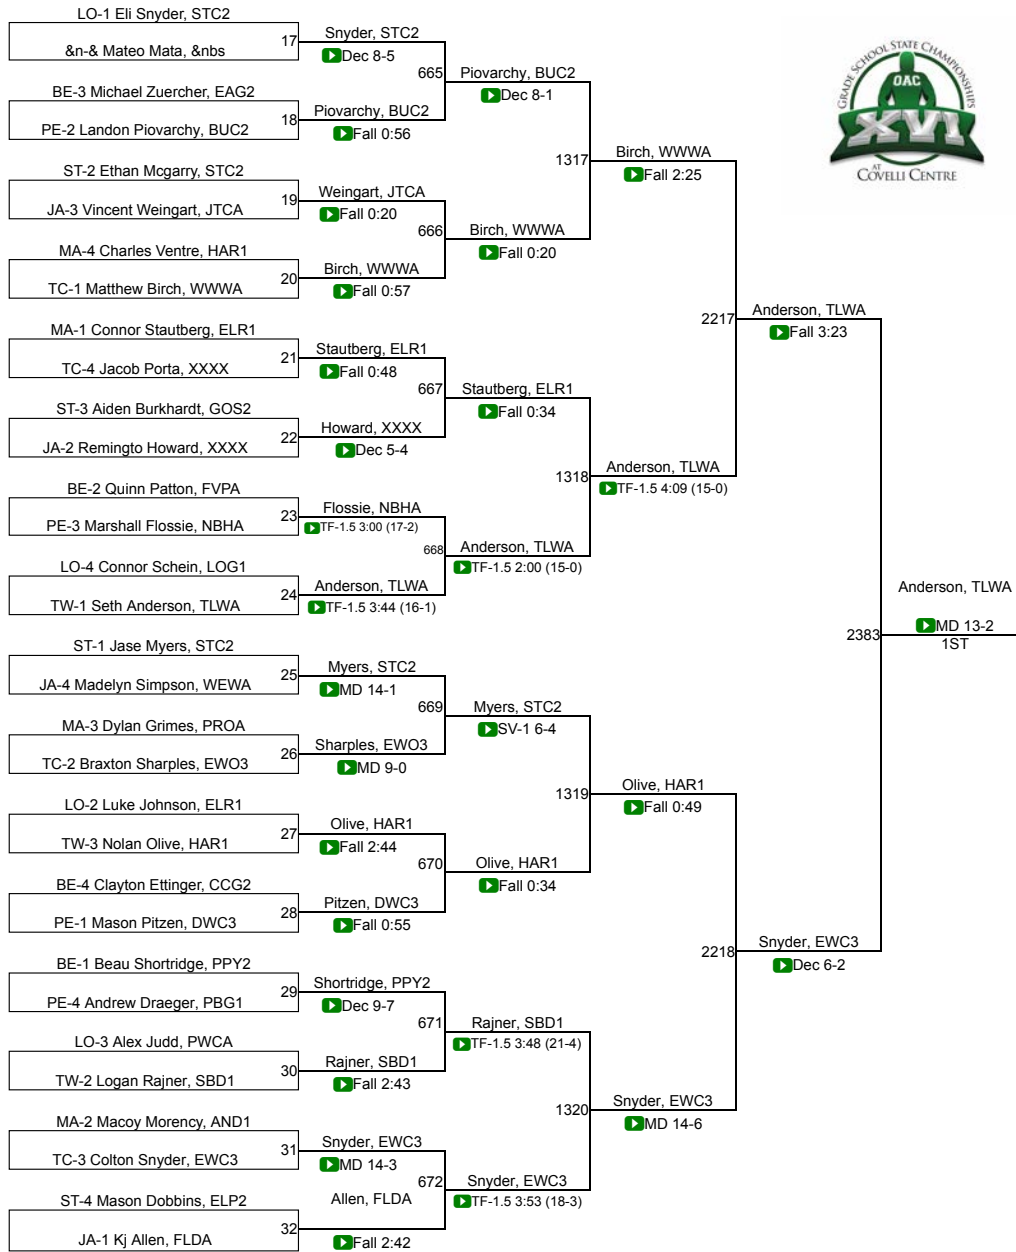 LO-1 Eli Snyder, STC2
17
&n-& Mateo Mata, &nbs
BE-3 Michael Zuercher, EAG2
18
PE-2 Landon Piovarchy, BUC2
ST-2 Ethan Mcgarry, STC2
19
JA-3 Vincent Weingart, JTCA
MA-4 Charles Ventre, HAR1
20
TC-1 Matthew Birch, WWWA
MA-1 Connor Stautberg, ELR1
21
TC-4 Jacob Porta, XXXX
ST-3 Aiden Burkhardt, GOS2
22
JA-2 Remingto Howard, XXXX
BE-2 Quinn Patton, FVPA
23
PE-3 Marshall Flossie, NBHA
LO-4 Connor Schein, LOG1
24
TW-1 Seth Anderson, TLWA
ST-1 Jase Myers, STC2
25
JA-4 Madelyn Simpson, WEWA
MA-3 Dylan Grimes, PROA
26
TC-2 Braxton Sharples, EWO3
LO-2 Luke Johnson, ELR1
27
TW-3 Nolan Olive, HAR1
BE-4 Clayton Ettinger, CCG2
28
PE-1 Mason Pitzen, DWC3
BE-1 Beau Shortridge, PPY2
29
PE-4 Andrew Draeger, PBG1
LO-3 Alex Judd, PWCA
30
TW-2 Logan Rajner, SBD1
MA-2 Macoy Morency, AND1
31
TC-3 Colton Snyder, EWC3
ST-4 Mason Dobbins, ELP2
32
JA-1 Kj Allen, FLDA
Snyder, STC2
Dec 8-5
665
Piovarchy, BUC2
Fall 0:56
Weingart, JTCA
Fall 0:20
666
Birch, WWWA
Fall 0:57
Stautberg, ELR1
Fall 0:48
667
Howard, XXXX
Dec 5-4
Flossie, NBHA
TF-1.5 3:00 (17-2)
668
Anderson, TLWA
TF-1.5 3:44 (16-1)
Myers, STC2
MD 14-1
669
Sharples, EWO3
MD 9-0
Olive, HAR1
Fall 2:44
670
Pitzen, DWC3
Fall 0:55
Shortridge, PPY2
Dec 9-7
671
Rajner, SBD1
Fall 2:43
Snyder, EWC3
MD 14-3
672
Allen, FLDA
Fall 2:42
Piovarchy, BUC2
Dec 8-1
1317
Birch, WWWA
Fall 0:20
Stautberg, ELR1
Fall 0:34
1318
Anderson, TLWA
TF-1.5 2:00 (15-0)
Myers, STC2
SV-1 6-4
1319
Olive, HAR1
Fall 0:34
Rajner, SBD1
TF-1.5 3:48 (21-4)
1320
Snyder, EWC3
TF-1.5 3:53 (18-3)
Birch, WWWA
Fall 2:25
2217
Anderson, TLWA
TF-1.5 4:09 (15-0)
Olive, HAR1
Fall 0:49
2218
Snyder, EWC3
MD 14-6
Anderson, TLWA
Fall 3:23
2383
Snyder, EWC3
Dec 6-2
Anderson, TLWA
MD 13-2
1ST
GRADE SCHOOL STATE CHAMPIONSHIPS
OAC
XVI
AT
COVELLI CENTRE